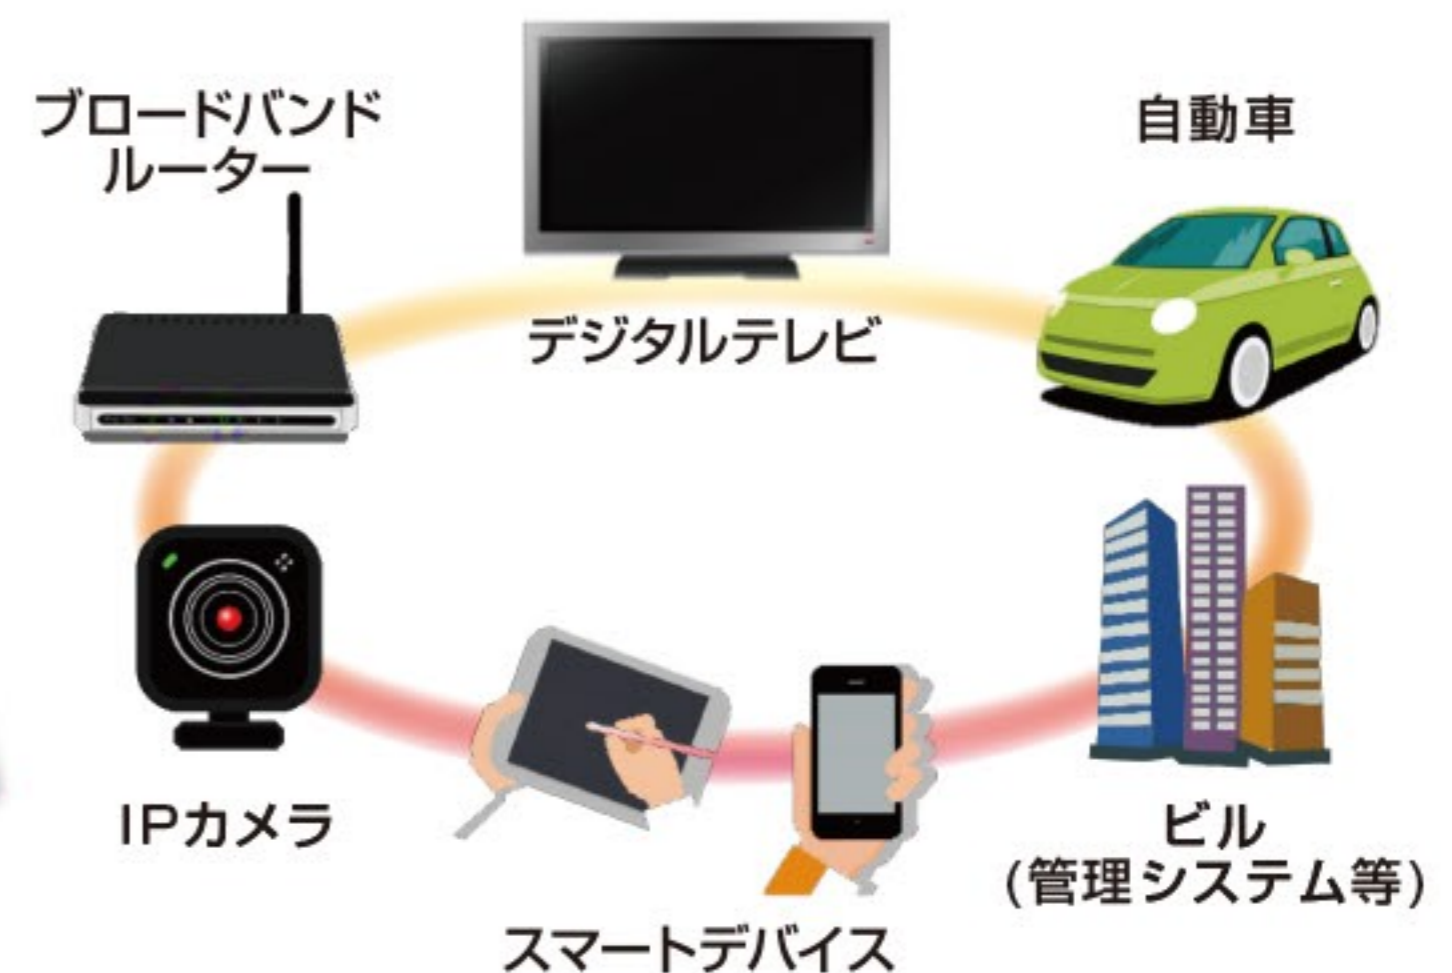 ブロードバンド
ルーター
デジタルテレビ
自動車
IPカメラ
スマートデバイス
ビル
(管理システム等)